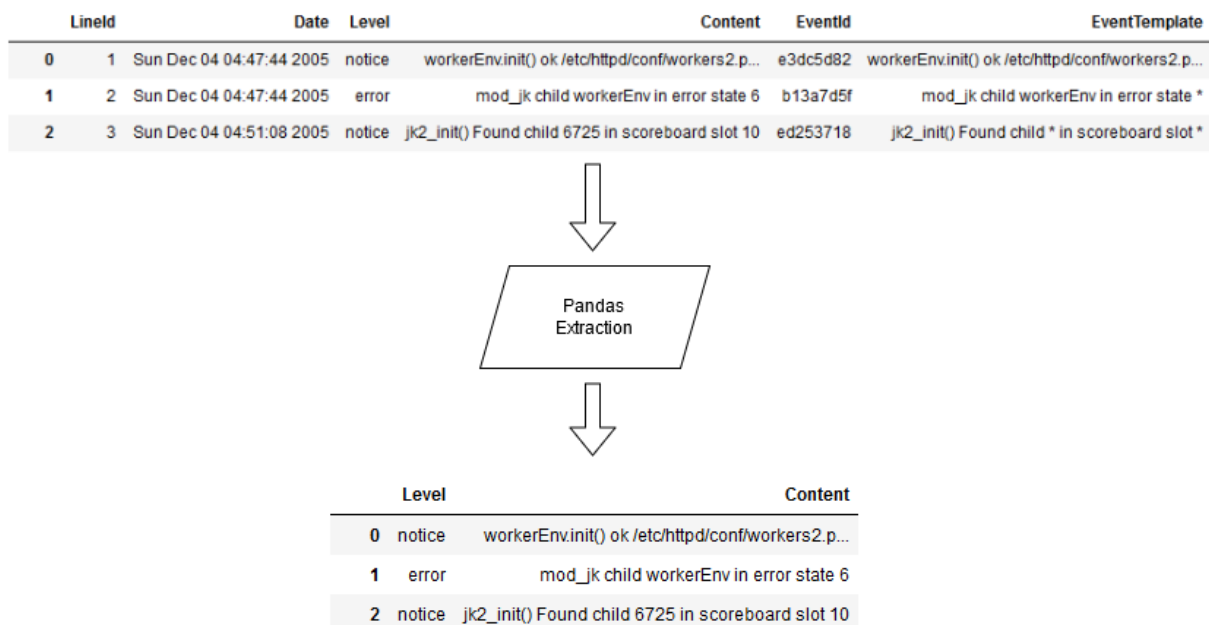 LineId Date Level Content EventId EventTemplate
0 1 Sun Dec 04 04:47:44 2005 notice workerEnv.init() ok /etc/httpd/conf/workers2.p... e3dc5d82 workerEnv.init() ok /etc/httpd/conf/workers2.p...
1 2 Sun Dec 04 04:47:44 2005 error mod_jk child workerEnv in error state 6 b13a7d5f mod_jk child workerEnv in error state *
2 3 Sun Dec 04 04:51:08 2005 notice jk2_init() Found child 6725 in scoreboard slot 10 ed253718 jk2_init() Found child * in scoreboard slot *
Pandas
Extraction
Level Content
0 notice workerEnv.init() ok /etc/httpd/conf/workers2.p...
1 error mod_jk child workerEnv in error state 6
2 notice jk2_init() Found child 6725 in scoreboard slot 10